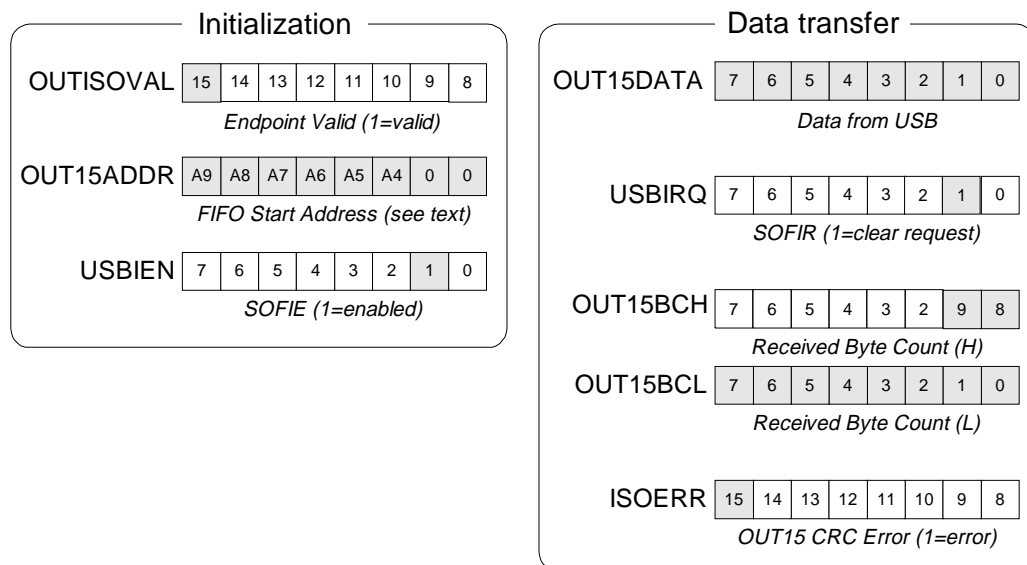 Initialization
OUTISOVAL 15 14 13 12 11 10 9 8
Endpoint Valid (1=valid)
OUT15ADDR A9 A8 A7 A6 A5 A4 0 0
FIFO Start Address (see text)
USBIEN 7 6 5 4 3 2 1 0
SOFIE (1=enabled)
Data transfer
OUT15DATA 7 6 5 4 3 2 1 0
Data from USB
USBIRQ 7 6 5 4 3 2 1 0
SOFIR (1=clear request)
OUT15BCH 7 6 5 4 3 2 9 8
Received Byte Count (H)
OUT15BCL 7 6 5 4 3 2 1 0
Received Byte Count (L)
ISOERR 15 14 13 12 11 10 9 8
OUT15 CRC Error (1=error)